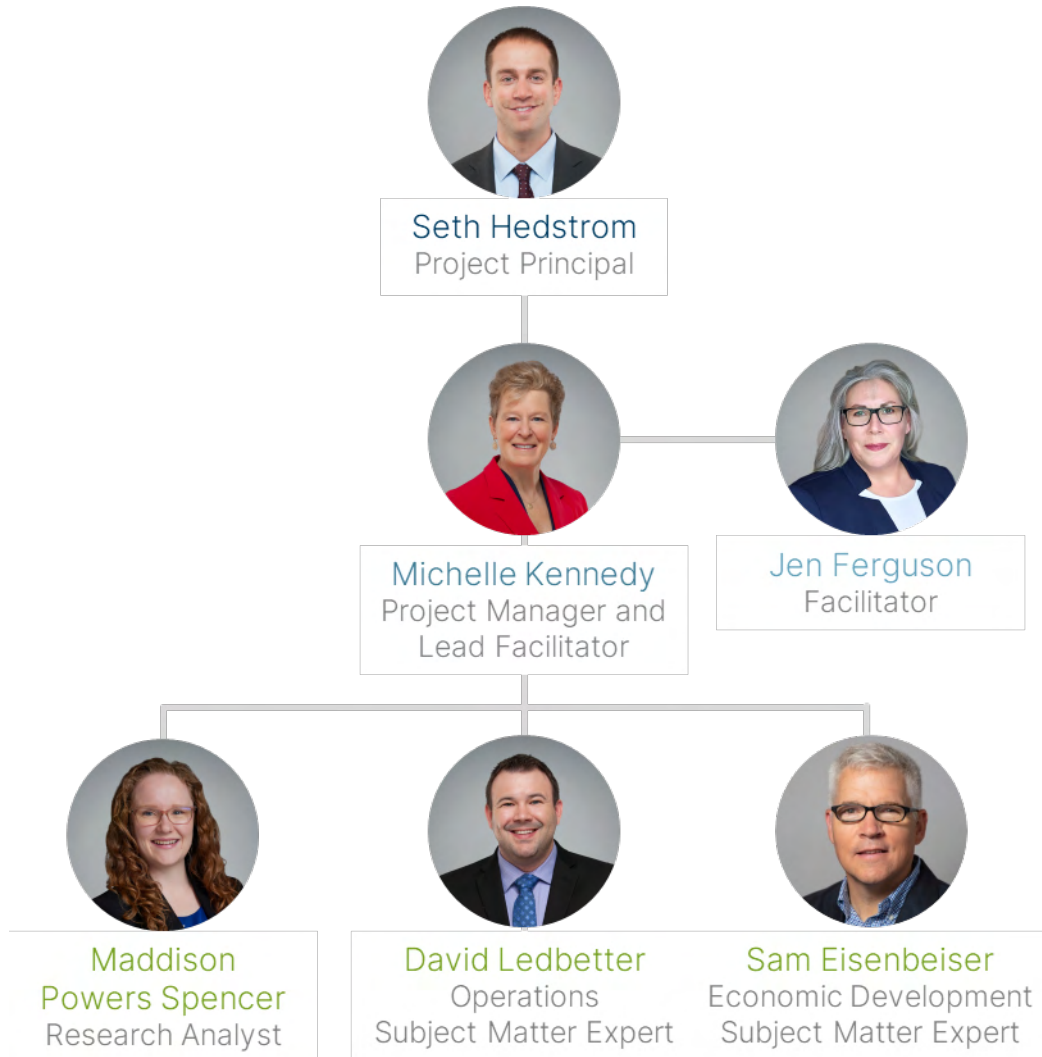 Seth Hedstrom
Project Principal
Michelle Kennedy
Project Manager and
Lead Facilitator
Jen Ferguson
Facilitator
Maddison
Powers Spencer
Research Analyst
David Ledbetter
Operations
Subject Matter Expert
Sam Eisenbeiser
Economic Development
Subject Matter Expert